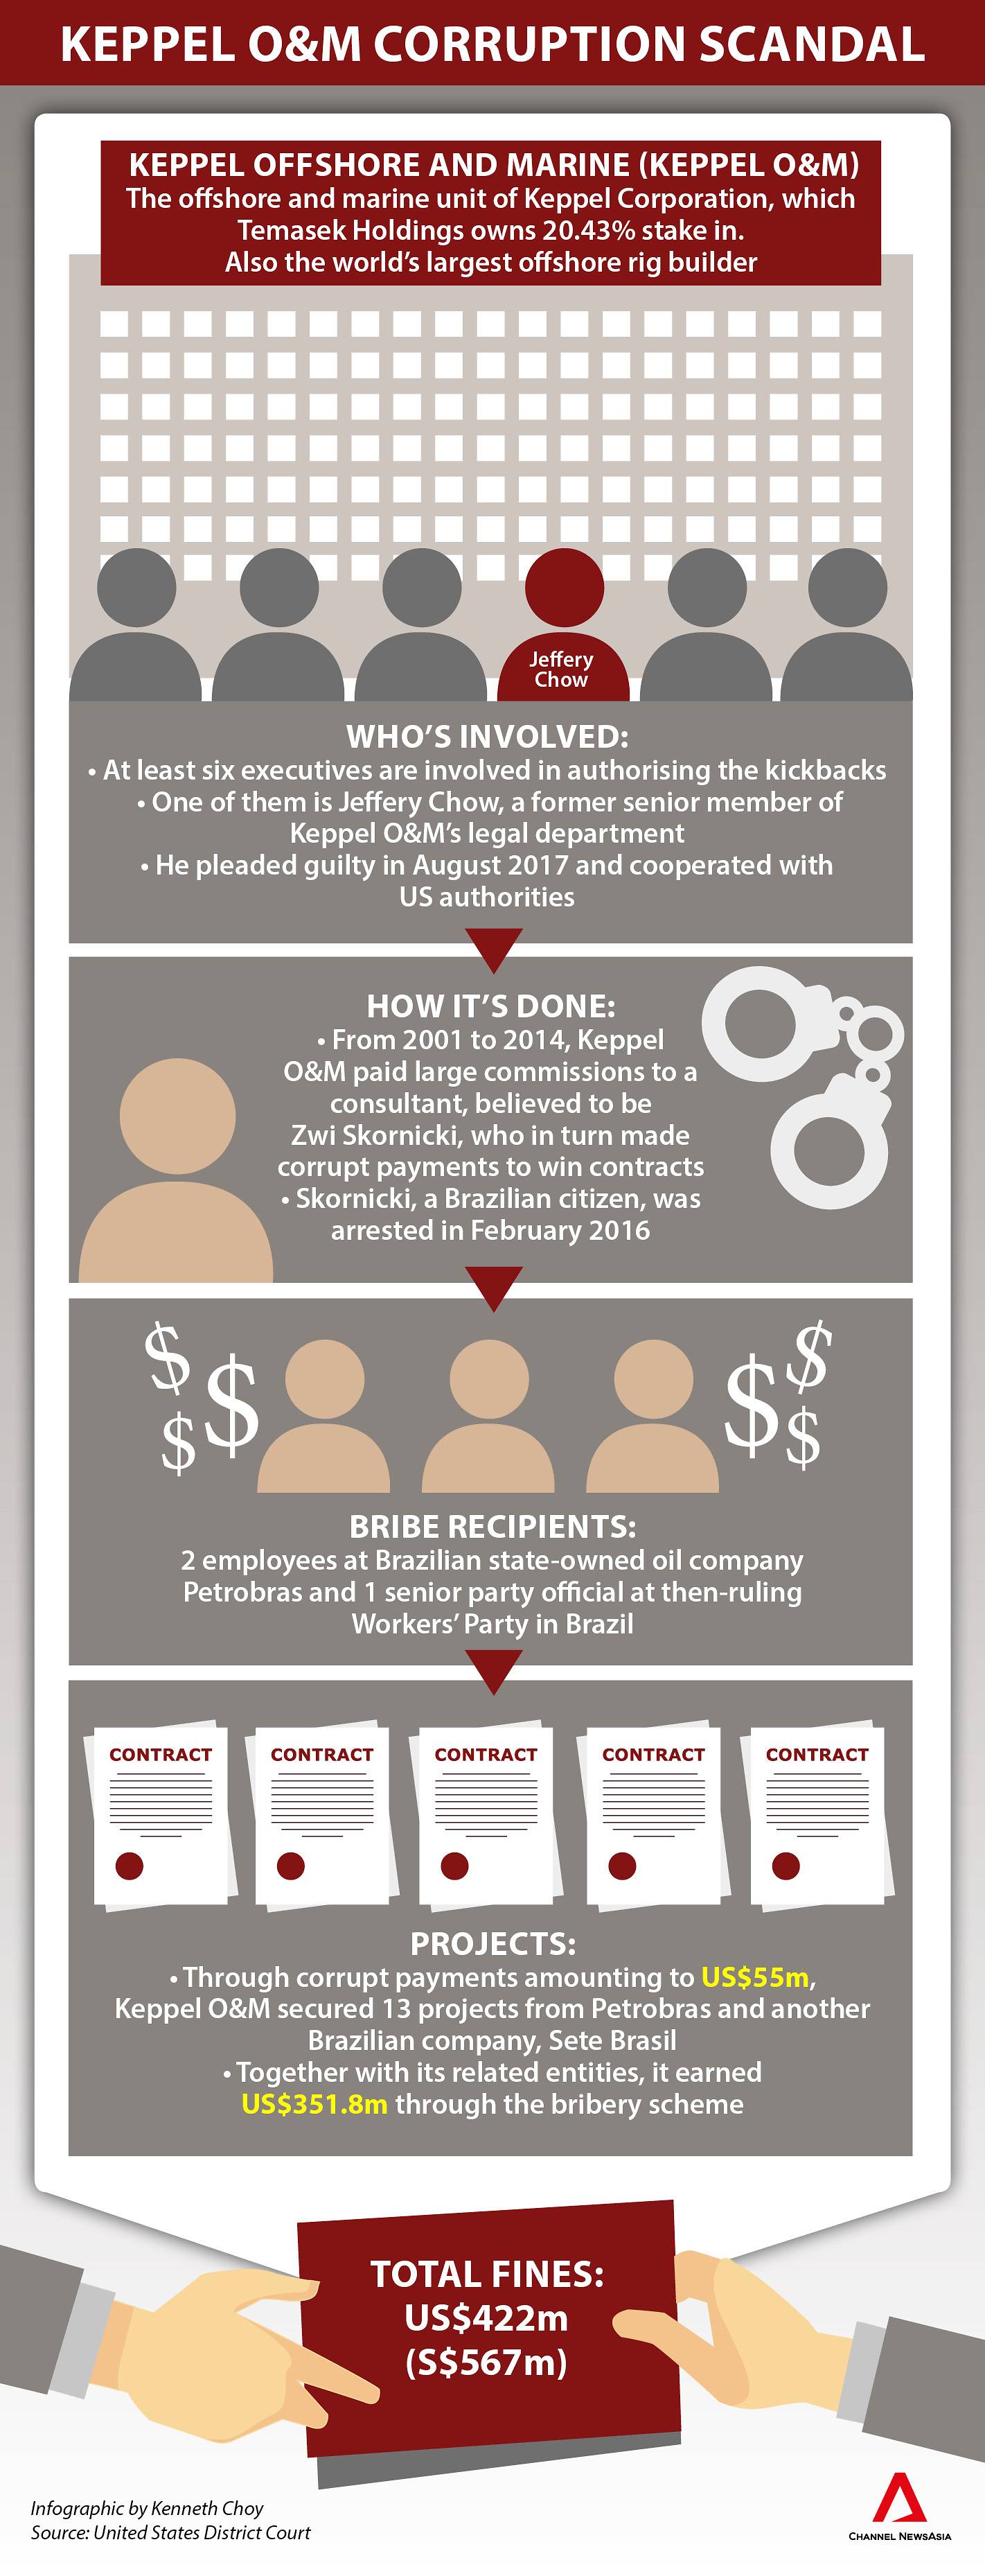 KEPPEL O&M CORRUPTION SCANDAL
KEPPEL OFFSHORE AND MARINE (KEPPEL O&M)
The offshore and marine unit of Keppel Corporation, which
Temasek Holdings owns 20.43% stake in.
Also the world's largest offshore rig builder
Jeffery
Chow
WHO'S INVOLVED:
• At least six executives are involved in authorising the kickbacks
• One of them is Jeffery Chow, a former senior member of
Keppel O&M's legal department
• He pleaded guilty in August 2017 and cooperated with
US authorities
HOW IT'S DONE:
• From 2001 to 2014, Keppel
O&M paid large commissions to a
consultant, believed to be
Zwi Skornicki, who in turn made
corrupt payments to win contracts
• Skornicki, a Brazilian citizen, was
arrested in February 2016
$ $ $ $ $ $
BRIBE RECIPIENTS:
2 employees at Brazilian state-owned oil company
Petrobras and 1 senior party official at then-ruling
Workers' Party in Brazil
CONTRACT CONTRACT CONTRACT CONTRACT CONTRACT
PROJECTS:
• Through corrupt payments amounting to US$55m,
Keppel O&M secured 13 projects from Petrobras and another
Brazilian company, Sete Brasil
• Together with its related entities, it earned
US$351.8m through the bribery scheme
TOTAL FINES:
US$422m
(S$567m)
Infographic by Kenneth Choy
Source: United States District Court
CHANNEL NEWSASIA